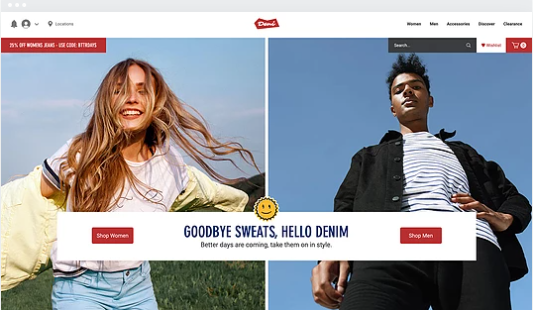 Locations
Demi
Women Men Accessories Discover Clearance
25% OFF WOMENS JEANS - USE CODE: BTTRDAYS
Search...
Wishlist
0
GOODBYE SWEATS, HELLO DENIM
Better days are coming, take them on in style.
Shop Women
Shop Men